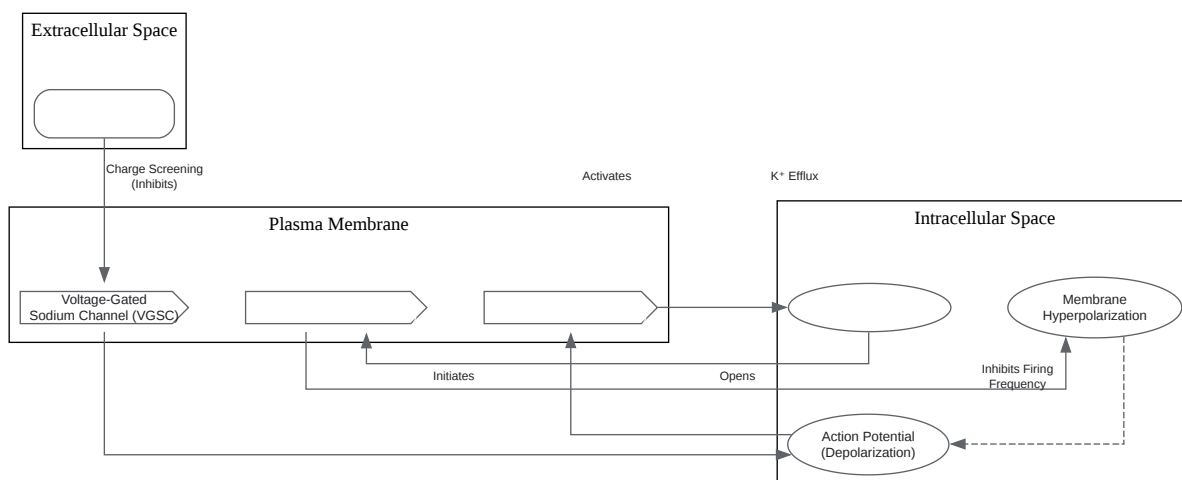 Extracellular Space
Charge Screening
(Inhibits)
Activates
K⁺ Efflux
Plasma Membrane
Intracellular Space
Voltage-Gated
Sodium Channel (VGSC)
Membrane
Hyperpolarization
Initiates
Opens
Inhibits Firing
Frequency
Action Potential
(Depolarization)